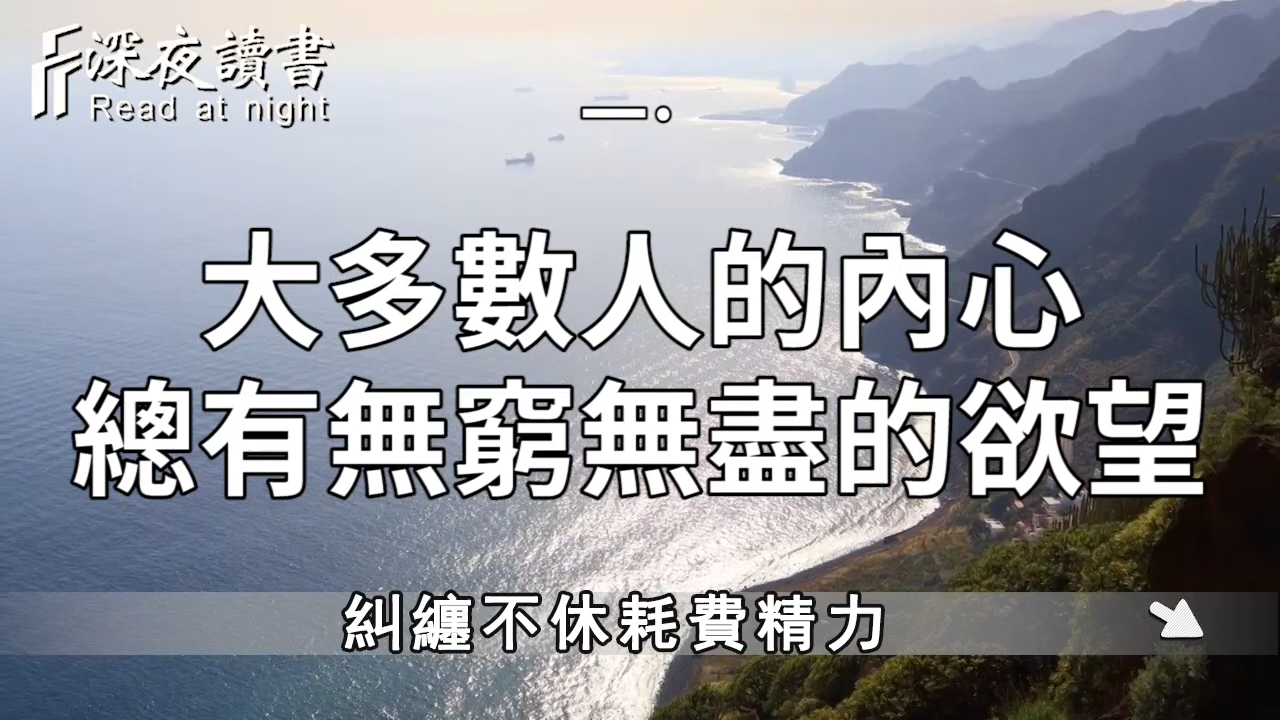 深夜讀書
Read at night
一·
大多數人的內心
總有無窮無盡的欲望
糾纏不休耗費精力